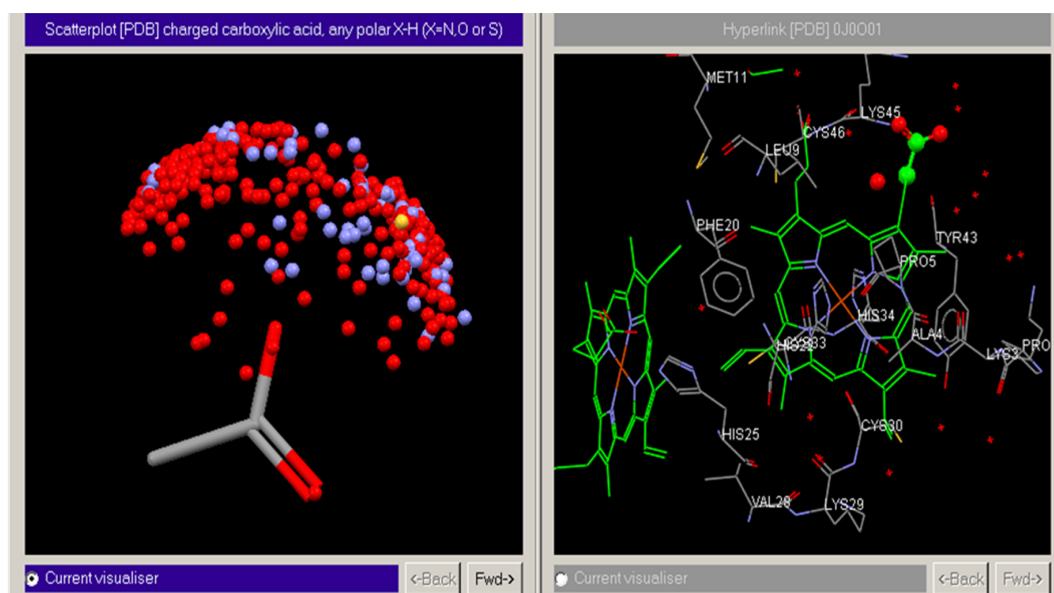 Scatterplot [PDB] charged carboxylic acid, any polar X-H (X=N,O or S)
Hyperlink [PDB] 0J0O01
MET11
LYS45
CYS46
LEU9
PHE20
TYR43
PRO5
HIS34
ALA4
PRO
LYS3
HIS25
CYS30
VAL28
LYS29
Current visualiser
<-Back
Fwd->
Current visualiser
<-Back
Fwd->